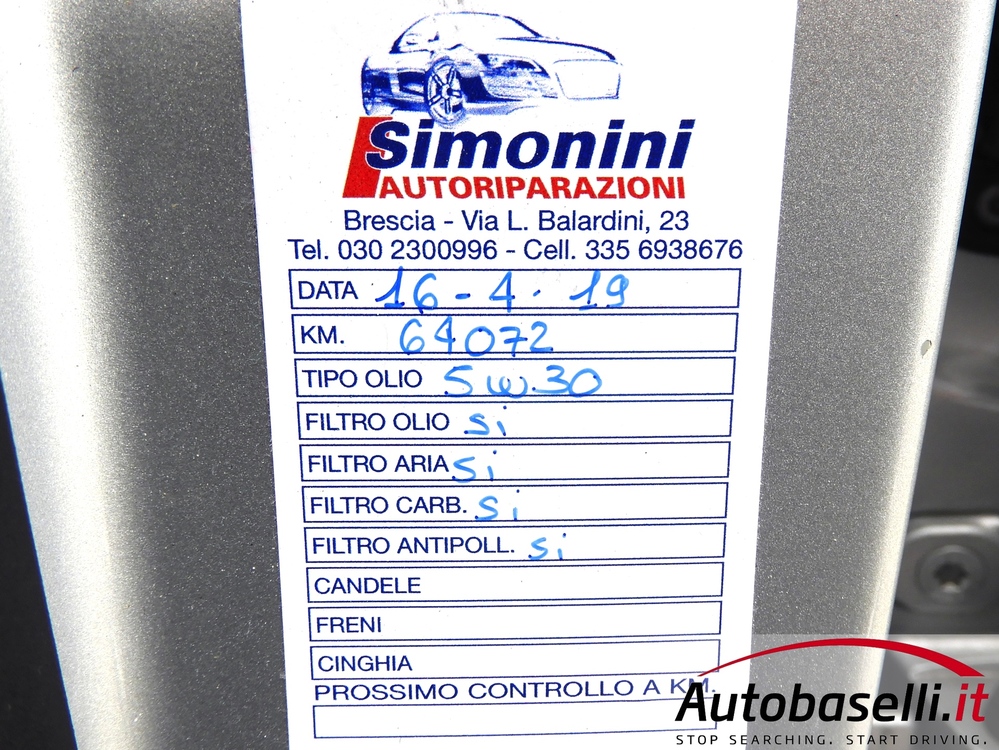 Simonini
AUTORIPARAZIONI
Brescia - Via L. Balardini, 23
Tel. 030 2300996 - Cell. 335 6938676
DATA 16-4.19
KM. 64072
TIPO OLIO 5w30
FILTRO OLIO si
FILTRO ARIA si
FILTRO CARB. si
FILTRO ANTIPOLL. si
CANDELE
FRENI
CINGHIA
PROSSIMO CONTROLLO A KM.
Autobaselli.it
STOP SEARCHING. START DRIVING.